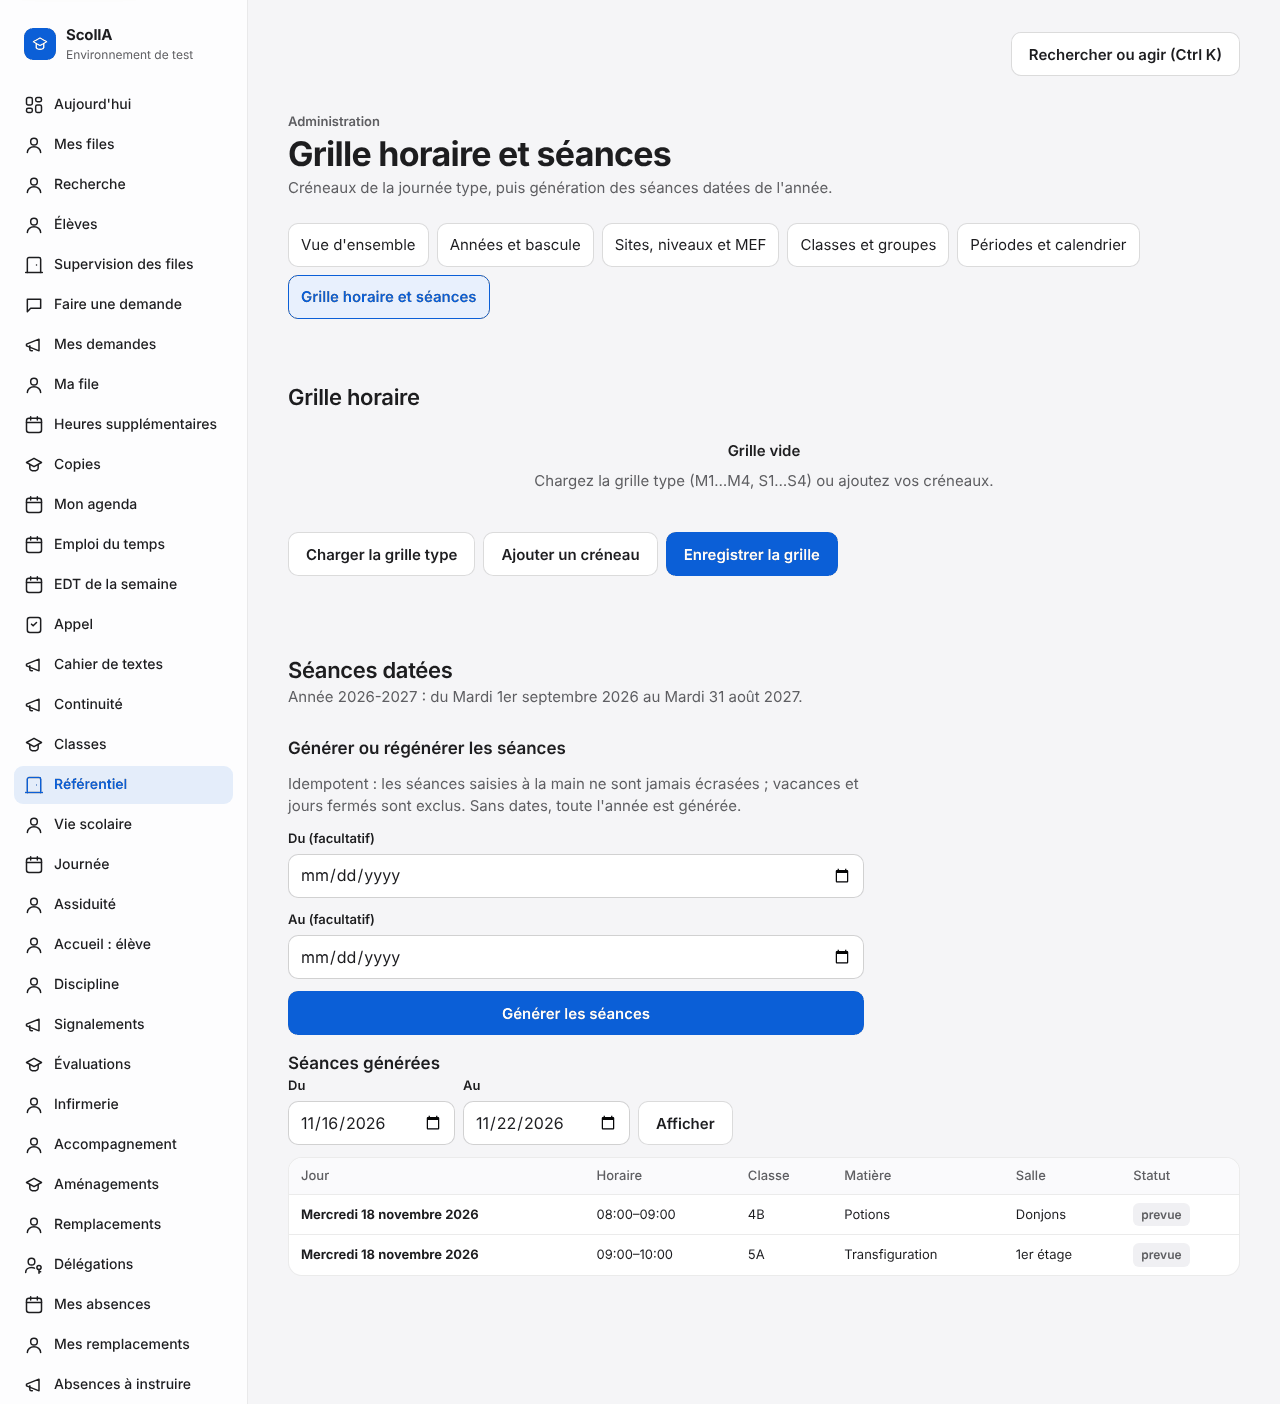 ScolIA
Environnement de test
Aujourd'hui
Mes files
Recherche
Élèves
Supervision des files
Faire une demande
Mes demandes
Ma file
Heures supplémentaires
Copies
Mon agenda
Emploi du temps
EDT de la semaine
Appel
Cahier de textes
Continuité
Classes
Référentiel
Vie scolaire
Journée
Assiduité
Accueil : élève
Discipline
Signalements
Évaluations
Infirmerie
Accompagnement
Aménagements
Remplacements
Délégations
Mes absences
Mes remplacements
Absences à instruire
Rechercher ou agir (Ctrl K)
Administration
Grille horaire et séances
Créneaux de la journée type, puis génération des séances datées de l'année.
Vue d'ensemble Années et bascule Sites, niveaux et MEF Classes et groupes Périodes et calendrier
Grille horaire et séances
Grille horaire
Grille vide
Chargez la grille type (M1…M4, S1…S4) ou ajoutez vos créneaux.
Charger la grille type Ajouter un créneau Enregistrer la grille
Séances datées
Année 2026-2027 : du Mardi 1er septembre 2026 au Mardi 31 août 2027.
Générer ou régénérer les séances
Idempotent : les séances saisies à la main ne sont jamais écrasées ; vacances et
jours fermés sont exclus. Sans dates, toute l'année est générée.
Du (facultatif)
mm/dd/yyyy
Au (facultatif)
mm/dd/yyyy
Générer les séances
Séances générées
Du Au
11/16/2026 11/22/2026 Afficher
Jour Horaire Classe Matière Salle Statut
Mercredi 18 novembre 2026 08:00–09:00 4B Potions Donjons prevue
Mercredi 18 novembre 2026 09:00–10:00 5A Transfiguration 1er étage prevue